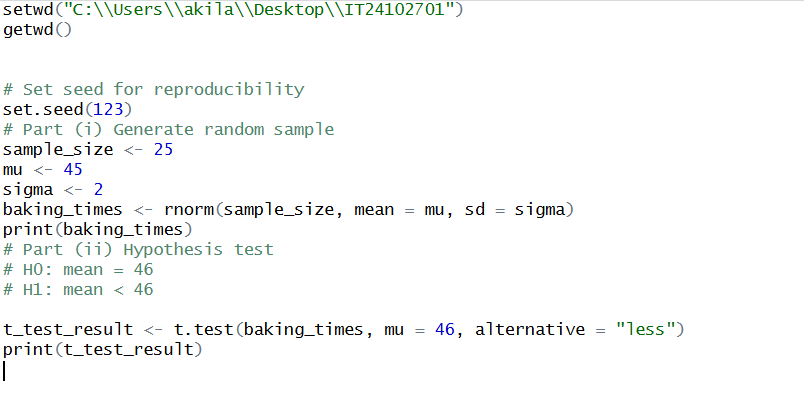 setwd("C:\\Users\\akila\\Desktop\\IT24102701")
getwd()
# Set seed for reproducibility
set.seed(123)
# Part (i) Generate random sample
sample_size <- 25
mu <- 45
sigma <- 2
baking_times <- rnorm(sample_size, mean = mu, sd = sigma)
print(baking_times)
# Part (ii) Hypothesis test
# H0: mean = 46
# H1: mean < 46
t_test_result <- t.test(baking_times, mu = 46, alternative = "less")
print(t_test_result)